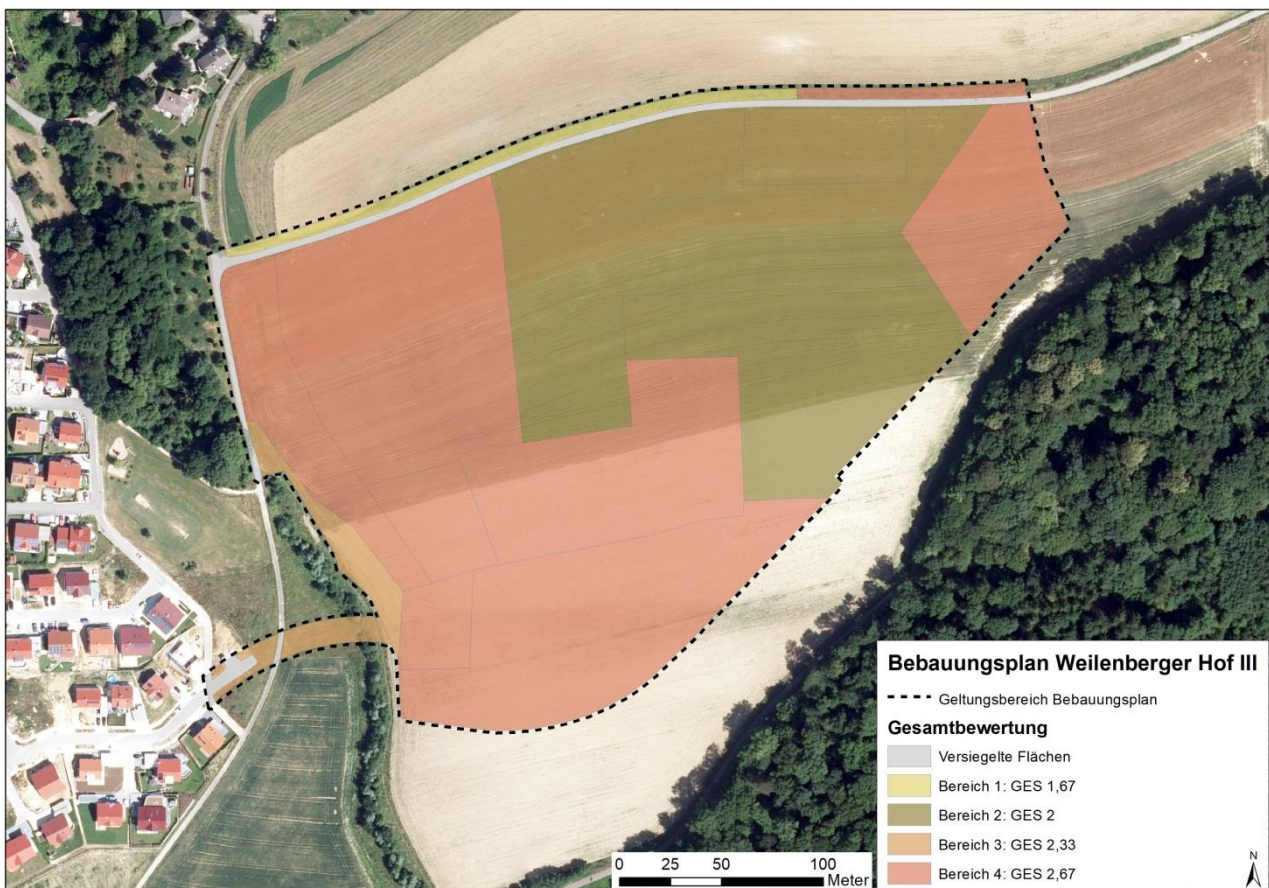 Bebauungsplan Weilenberger Hof III
Geltungsbereich Bebauungsplan
Gesamtbewertung
Versiegelte Flächen
Bereich 1: GES 1,67
Bereich 2: GES 2
Bereich 3: GES 2,33
Bereich 4: GES 2,67
0 25 50 100
Meter
N